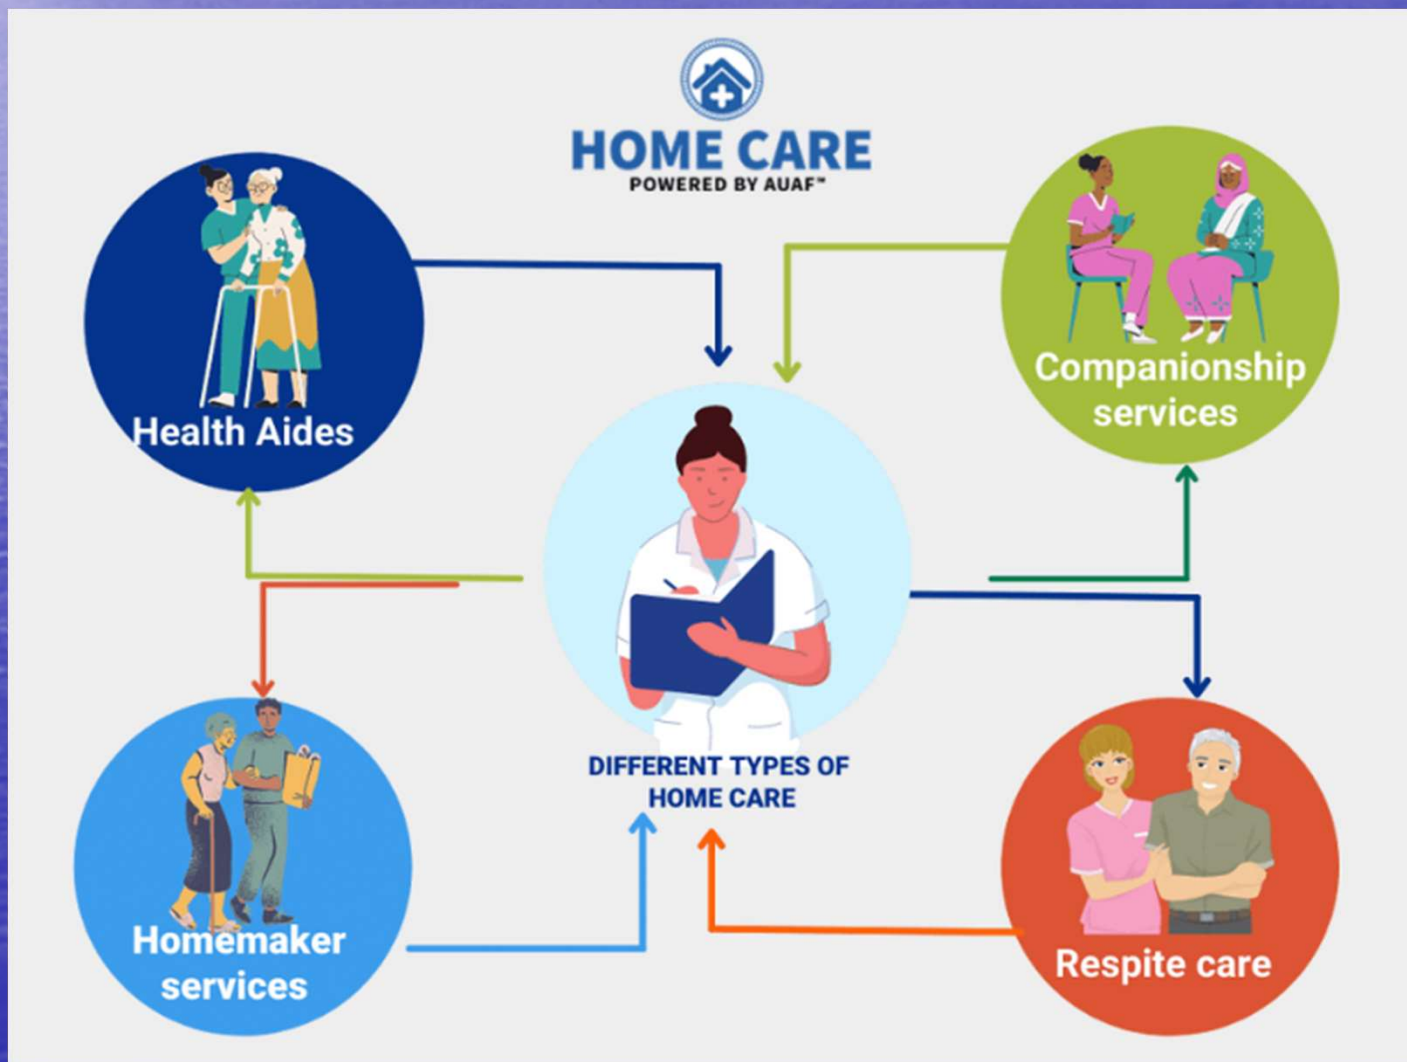 HOME CARE
POWERED BY AUAF™
Health Aides
Companionship
services
DIFFERENT TYPES OF
HOME CARE
Homemaker
services
Respite care